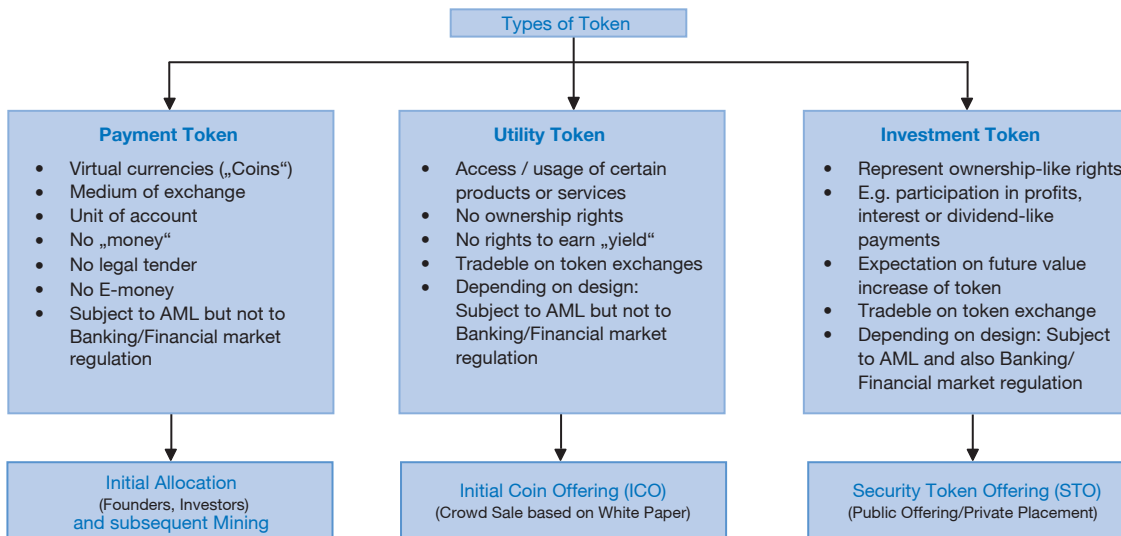 Types of Token
Payment Token
• Virtual currencies („Coins“)
• Medium of exchange
• Unit of account
• No „money“
• No legal tender
• No E-money
• Subject to AML but not to
Banking/Financial market
regulation
Utility Token
• Access / usage of certain
products or services
• No ownership rights
• No rights to earn „yield“
• Tradeble on token exchanges
• Depending on design:
Subject to AML but not to
Banking/Financial market
regulation
Investment Token
• Represent ownership-like rights
• E.g. participation in profits,
interest or dividend-like
payments
• Expectation on future value
increase of token
• Tradeble on token exchange
• Depending on design: Subject
to AML and also Banking/
Financial market regulation
Initial Allocation
(Founders, Investors)
and subsequent Mining
Initial Coin Offering (ICO)
(Crowd Sale based on White Paper)
Security Token Offering (STO)
(Public Offering/Private Placement)